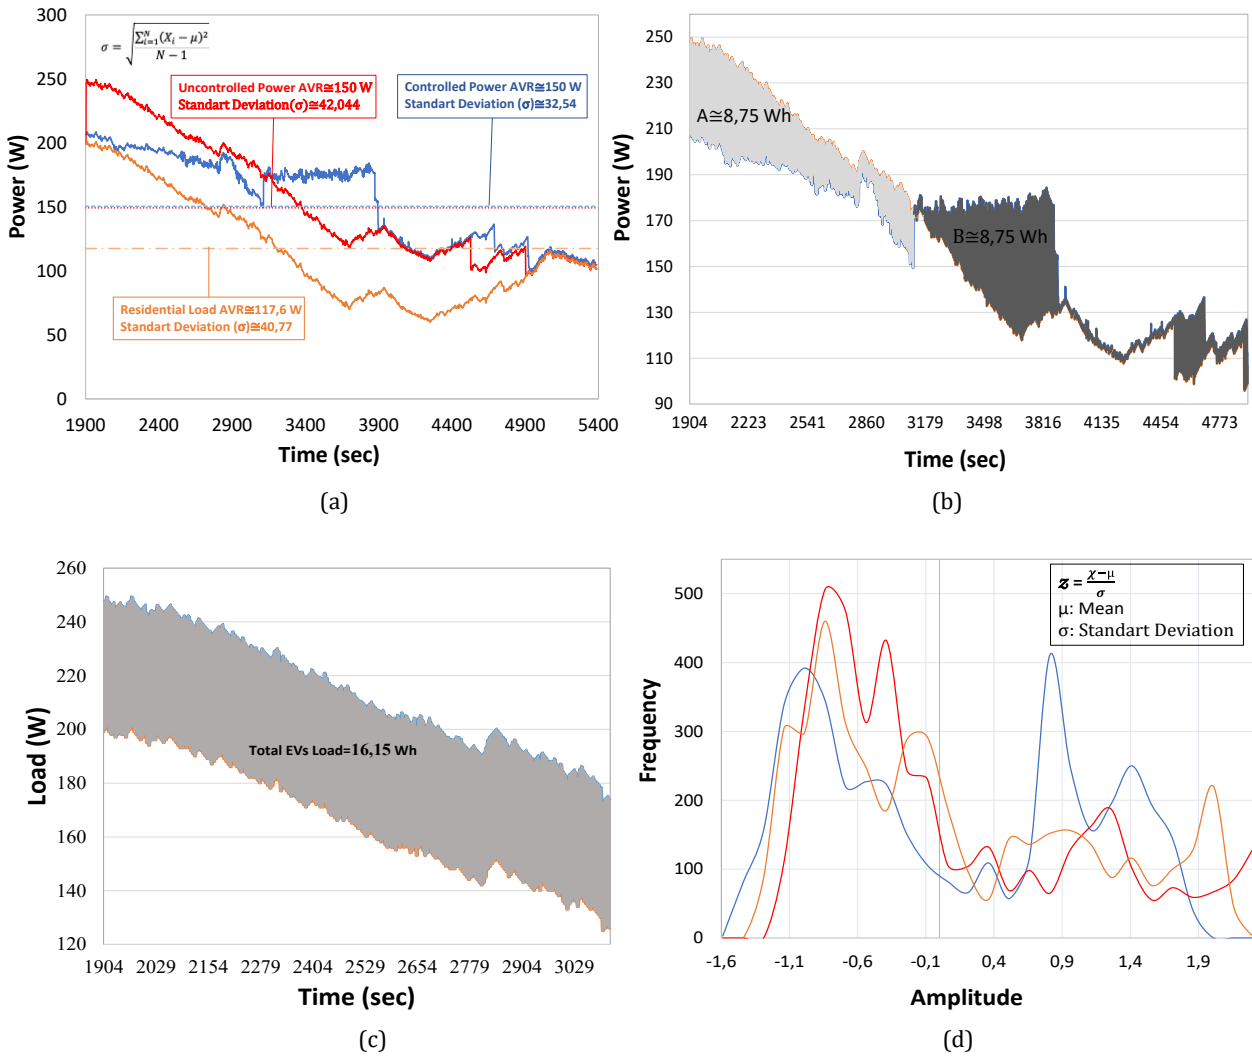 300
250
200
150
100
50
0
Power (W)
σ = √(∑ᵢ₌₁ᴺ(Xᵢ − μ)² / N − 1)
Uncontrolled Power AVR≅150 W
Standart Deviation(σ)≅42,044
Controlled Power AVR≅150 W
Standart Deviation (σ)≅32,54
Residential Load AVR≅117,6 W
Standart Deviation (σ)≅40,77
1900 2400 2900 3400 3900 4400 4900 5400
Time (sec)
(a)
250
230
210
190
170
150
130
110
90
Power (W)
A≅8,75 Wh
B≅8,75 Wh
1904 2223 2541 2860 3179 3498 3816 4135 4454 4773
Time (sec)
(b)
260
240
220
200
180
160
140
120
Load (W)
Total EVs Load=16,15 Wh
1904 2029 2154 2279 2404 2529 2654 2779 2904 3029
Time (sec)
(c)
500
400
300
200
100
0
Frequency
z = χ−μ / σ
μ: Mean
σ: Standart Deviation
-1,6 -1,1 -0,6 -0,1 0,4 0,9 1,4 1,9
Amplitude
(d)